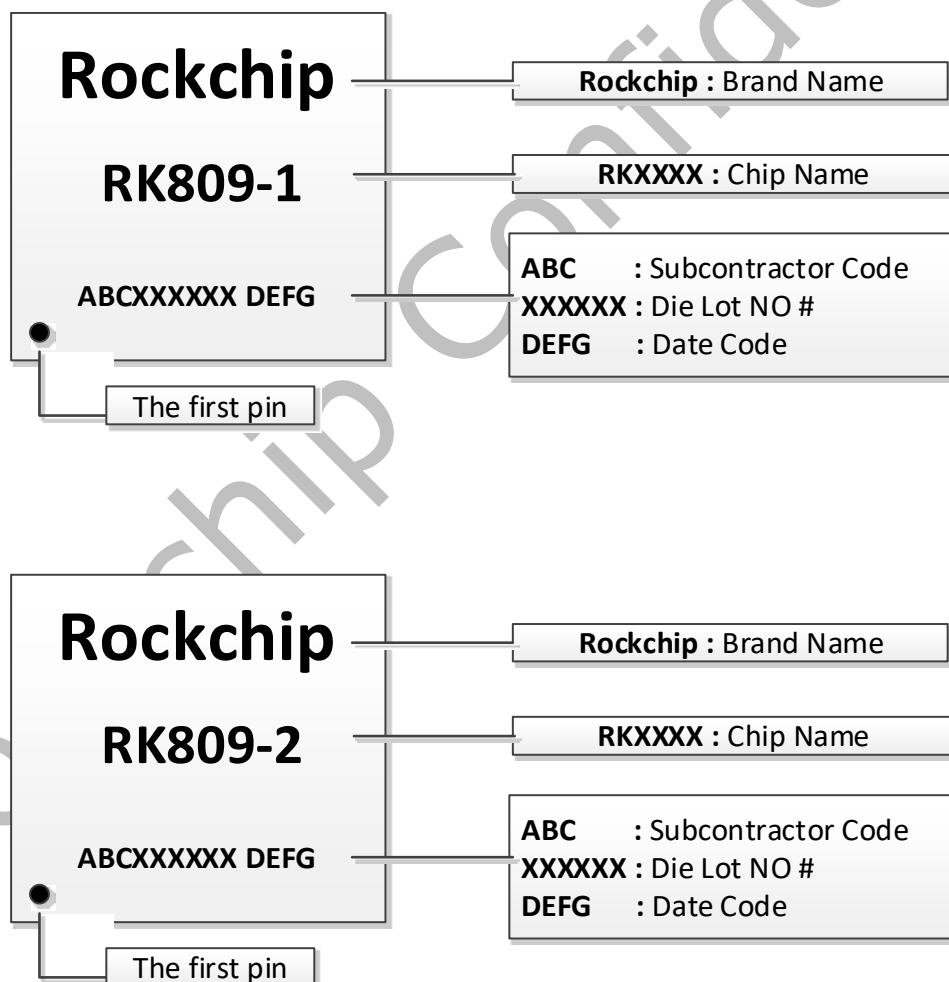 Rockchip
Rockchip : Brand Name
RK809-1
RKXXXX : Chip Name
ABCXXXXXX DEFG
ABC : Subcontractor Code
XXXXXX : Die Lot NO #
DEFG : Date Code
The first pin
Rockchip
Rockchip : Brand Name
RK809-2
RKXXXX : Chip Name
ABCXXXXXX DEFG
ABC : Subcontractor Code
XXXXXX : Die Lot NO #
DEFG : Date Code
The first pin